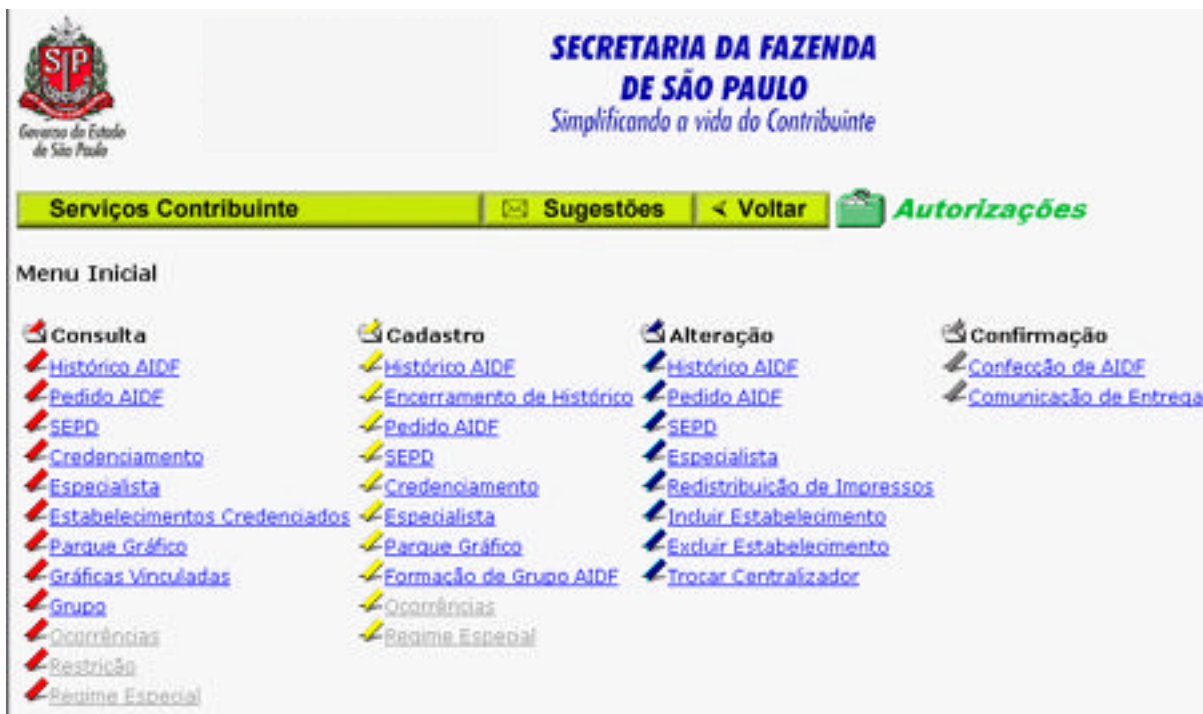 SP
Governo do Estado
de São Paulo
SECRETARIA DA FAZENDA
DE SÃO PAULO
Simplificando a vida do Contribuinte
Serviços Contribuinte
Sugestões
< Voltar
Autorizações
Menu Inicial
Consulta
Histórico AIDF
Pedido AIDF
SEPD
Credenciamento
Especialista
Estabelecimentos Credenciados
Parque Gráfico
Gráficas Vinculadas
Grupo
Ocorrências
Restrição
Regime Especial
Cadastro
Histórico AIDF
Encerramento de Histórico
Pedido AIDF
SEPD
Credenciamento
Especialista
Parque Gráfico
Formação de Grupo AIDF
Ocorrências
Regime Especial
Alteração
Histórico AIDF
Pedido AIDF
SEPD
Especialista
Redistribuição de Impressos
Incluir Estabelecimento
Excluir Estabelecimento
Trocar Centralizador
Confirmação
Confecção de AIDF
Comunicação de Entrega